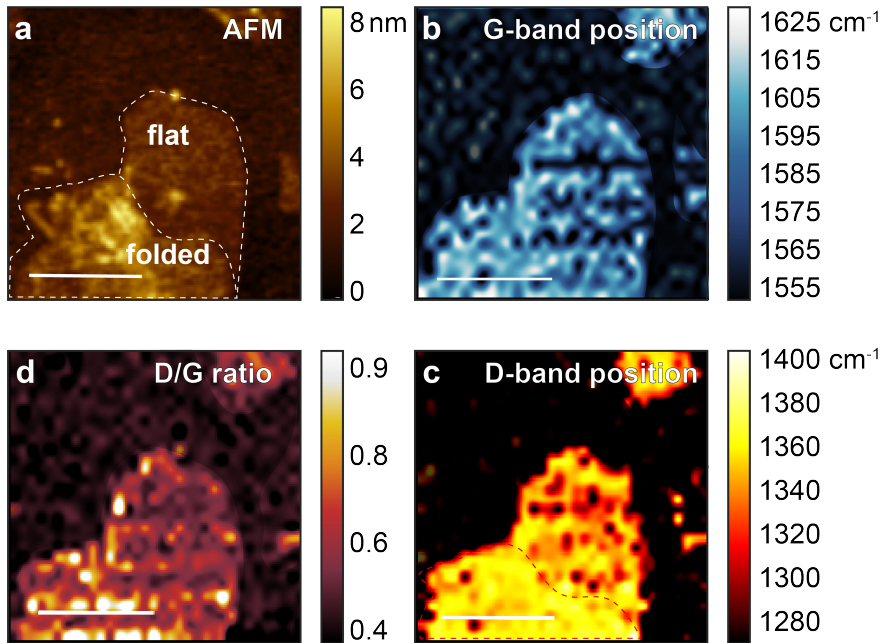 a AFM
flat
folded
8 nm
6
4
2
0
b G-band position
1625 cm-1
1615
1605
1595
1585
1575
1565
1555
d D/G ratio
0.9
0.8
0.6
0.4
c D-band position
1400 cm-1
1380
1360
1340
1320
1300
1280